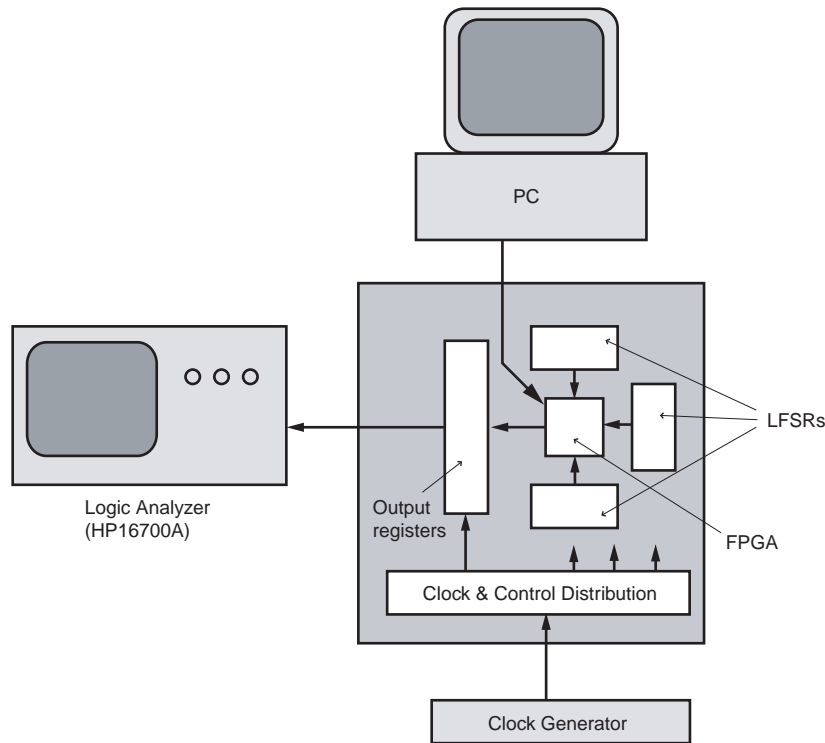 PC
LFSRs
Output
registers
Logic Analyzer
(HP16700A)
FPGA
Clock & Control Distribution
Clock Generator